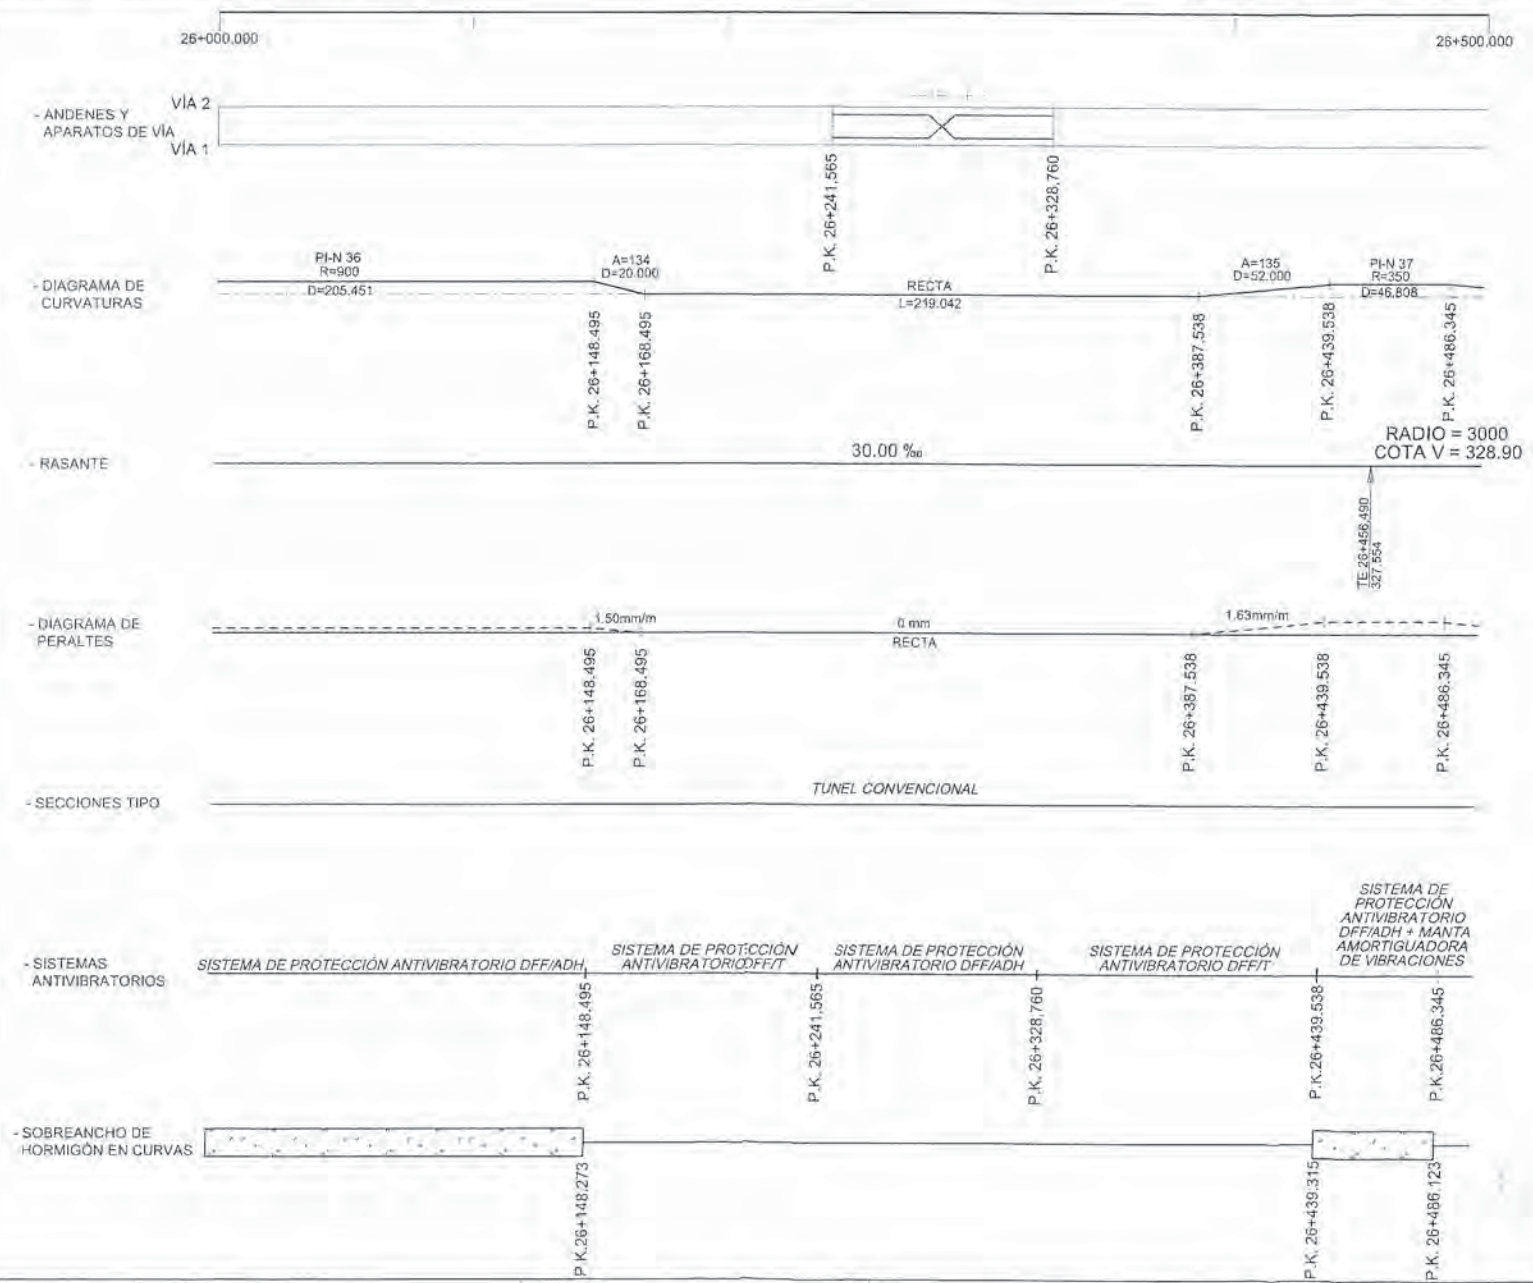 26+000.000
26+500.000
- ANDENES Y
APARATOS DE VÍA
VÍA 2
VÍA 1
P.K. 26+241,565
P.K. 26+328,760
- DIAGRAMA DE
CURVATURAS
PI-N 36
R=900
D=205.451
A=134
D=20.000
RECTA
L=219.042
A=135
D=52.000
PI-N 37
R=350
D=46.808
P.K. 26+148.495
P.K. 26+168.495
P.K. 26+387.538
P.K. 26+439.538
P.K. 26+486.345
- RASANTE
30.00 ‰
RADIO = 3000
COTA V = 328.90
TE 26+456,490
327.554
- DIAGRAMA DE
PERALTES
1.50mm/m
0 mm
RECTA
1.63mm/m
P.K. 26+148.495
P.K. 26+168.495
P.K. 26+387.538
P.K. 26+439.538
P.K. 26+486.345
- SECCIONES TIPO
TUNEL CONVENCIONAL
- SISTEMAS
ANTIVIBRATORIOS
SISTEMA DE PROTECCIÓN ANTIVIBRATORIO DFF/ADH
SISTEMA DE PROTECCIÓN
ANTIVIBRATORIODFF/T
SISTEMA DE PROTECCIÓN
ANTIVIBRATORIO DFF/ADH
SISTEMA DE PROTECCIÓN
ANTIVIBRATORIO DFF/T
SISTEMA DE
PROTECCIÓN
ANTIVIBRATORIO
DFF/ADH + MANTA
AMORTIGUADORA
DE VIBRACIONES
P.K. 26+148.495
P.K. 26+241,565
P.K. 26+328,760
P.K.26+439.538
P.K.26+486.345
- SOBREANCHO DE
HORMIGÓN EN CURVAS
P.K.26+148.273
P.K. 26+439.315
P.K. 26+486.123